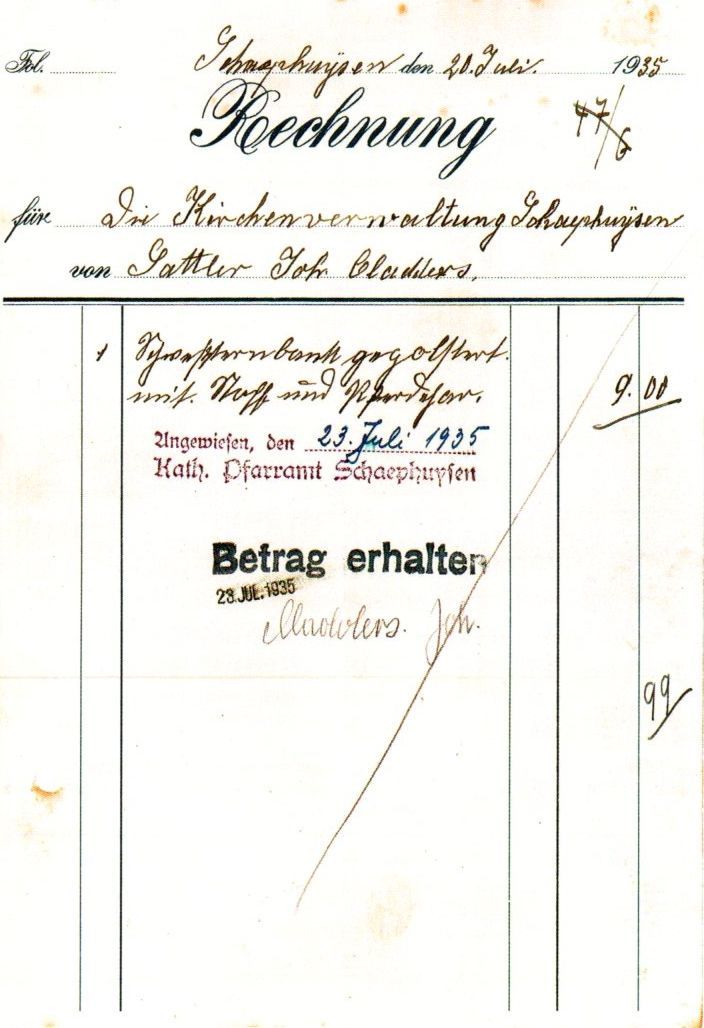 Fol. Schaephuysen den 20. Juli. 1935
Rechnung
47/6
für Die Kirchenverwaltung Schaephuysen
von Sattler Joh. Cladders.
1 Schwesternbank gepolstert.
mit. Stoff und Pferdehar. 9.00
Angewiesen, den 23. Juli 1935
Kath. Pfarramt Schaephuysen
Betrag erhalten
23. JUL. 1935
Cladders. Joh.
99